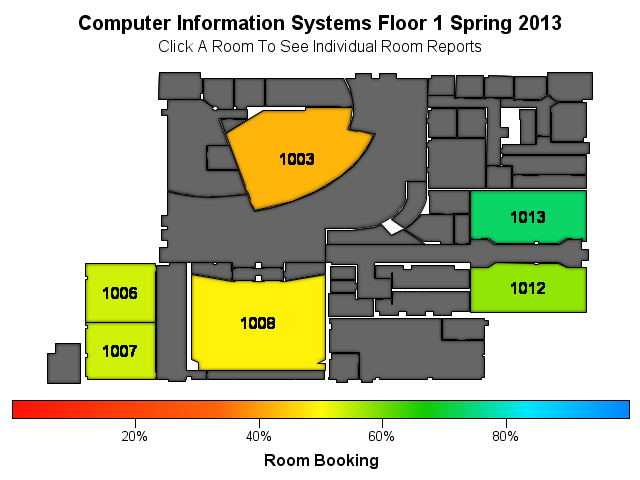 Computer Information Systems Floor 1 Spring 2013
Click A Room To See Individual Room Reports
1003
1013
1006
1012
1008
1007
20% 40% 60% 80%
Room Booking